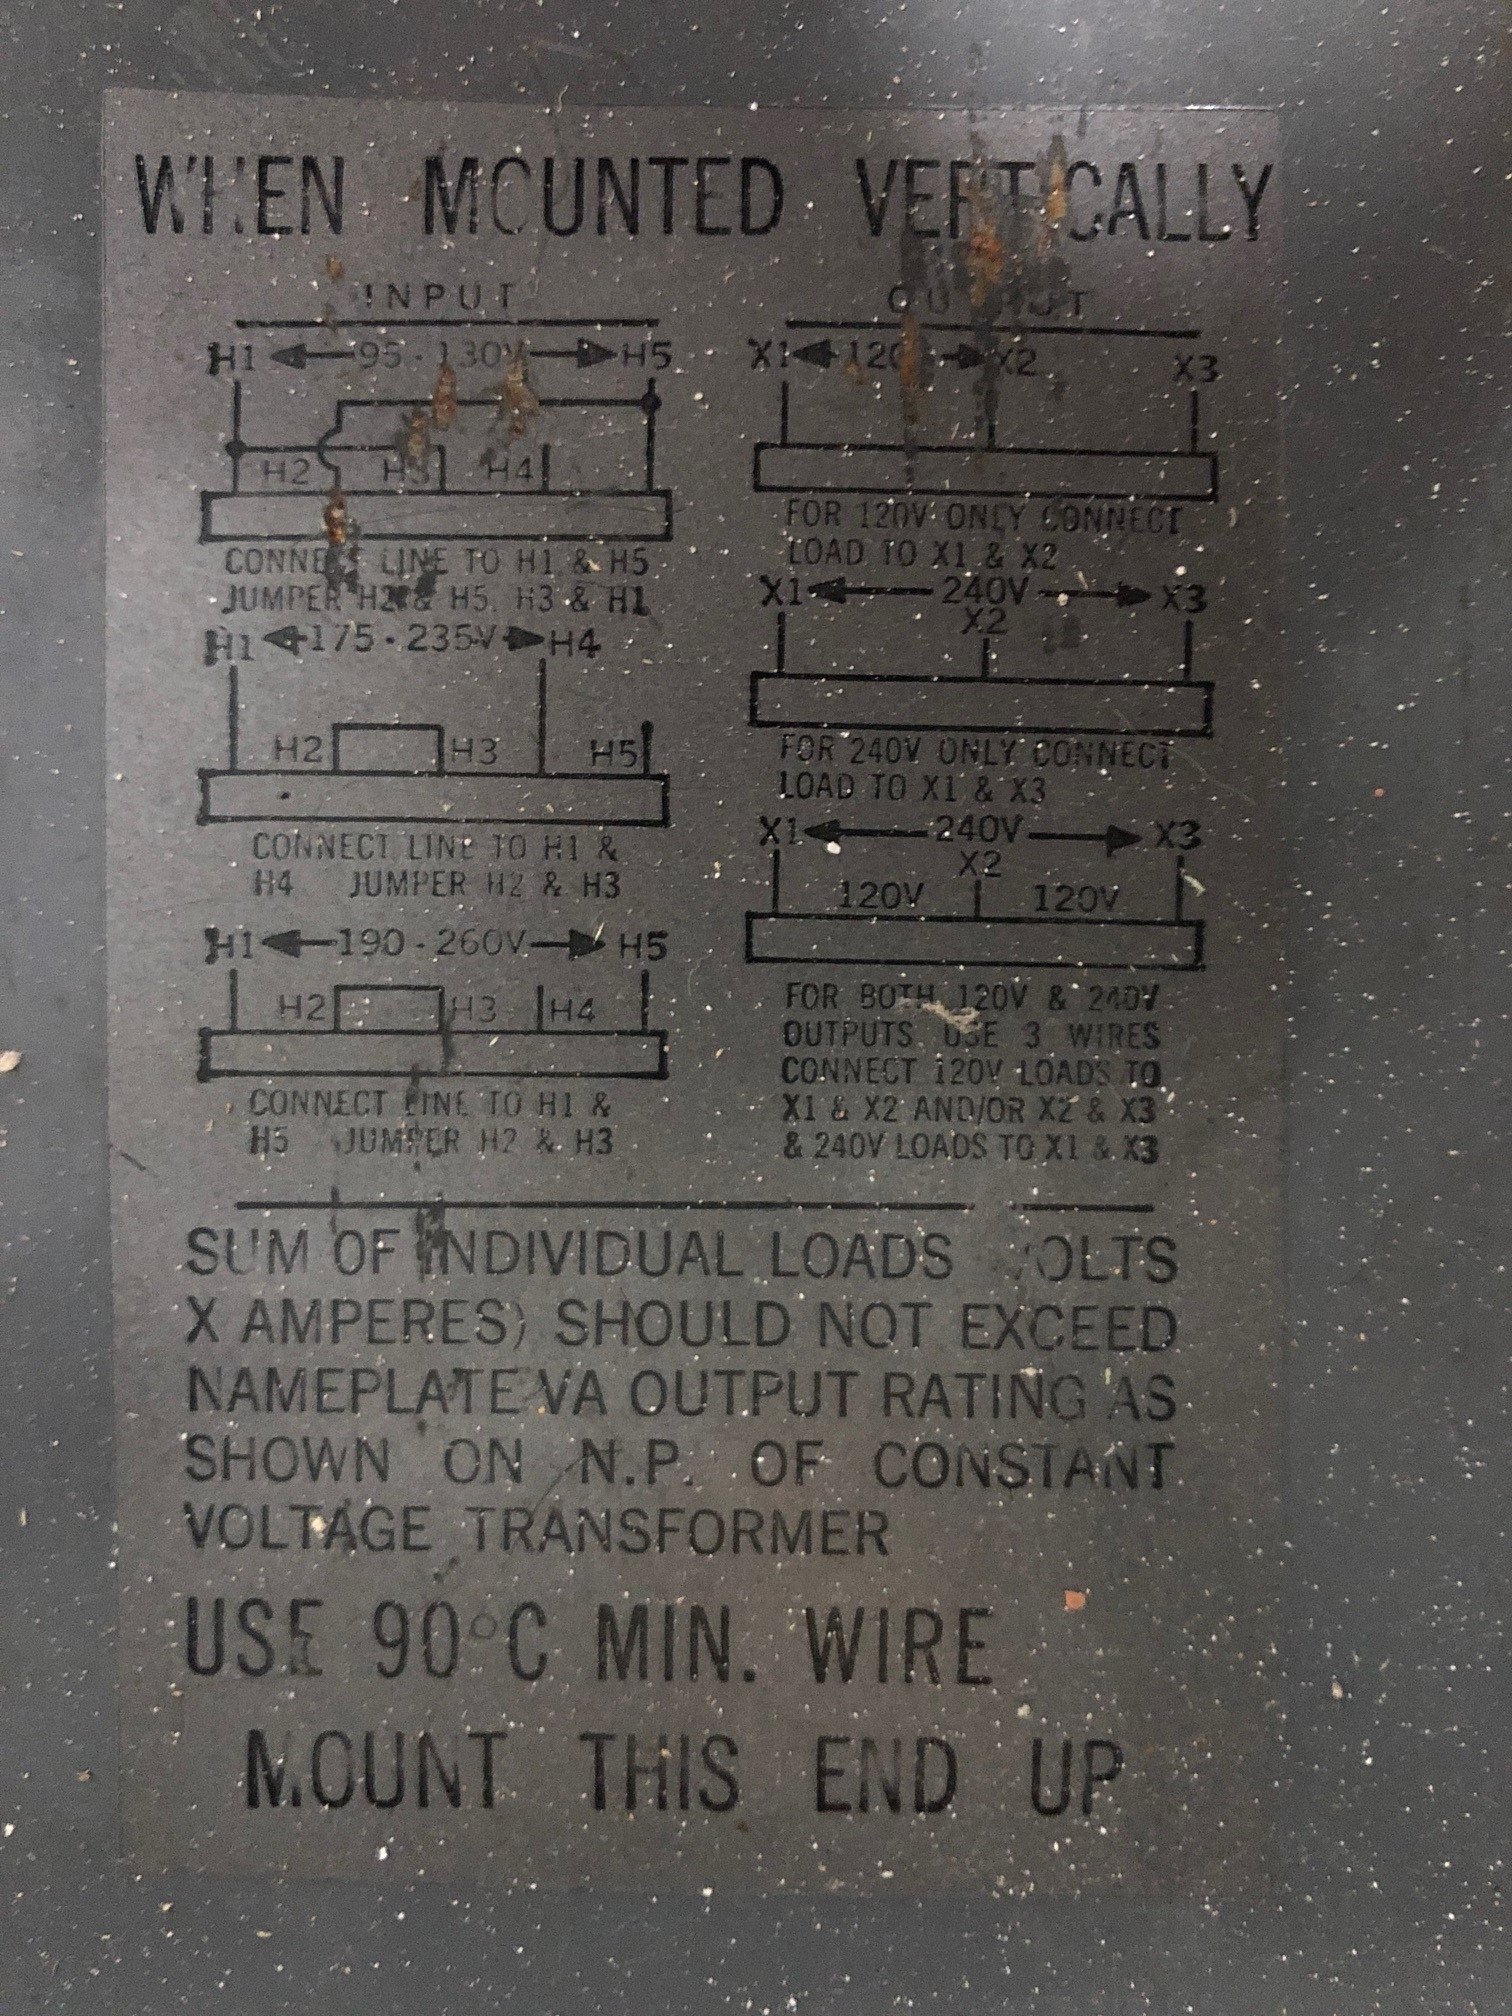 WHEN MOUNTED VERTICALLY
INPUT
H1 95-130V H5
H2 H3 H4
CONNECT LINE TO H1 & H5
JUMPER H2 & H5, H3 & H1
H1 175-235V H4
H2 H3 H5
CONNECT LINE TO H1 &
H4 JUMPER H2 & H3
H1 190-260V H5
H2 H3 H4
CONNECT LINE TO H1 &
H5 JUMPER H2 & H3
OUTPUT
X1 120V X2 X3
FOR 120V ONLY CONNECT
LOAD TO X1 & X2
X1 240V X3
X2
FOR 240V ONLY CONNECT
LOAD TO X1 & X3
X1 240V X3
X2
120V 120V
FOR BOTH 120V & 240V
OUTPUTS USE 3 WIRES
CONNECT 120V LOADS TO
X1 & X2 AND/OR X2 & X3
& 240V LOADS TO X1 & X3
SUM OF INDIVIDUAL LOADS (VOLTS
X AMPERES) SHOULD NOT EXCEED
NAMEPLATE VA OUTPUT RATING AS
SHOWN ON N.P. OF CONSTANT
VOLTAGE TRANSFORMER
USE 90°C MIN. WIRE
MOUNT THIS END UP